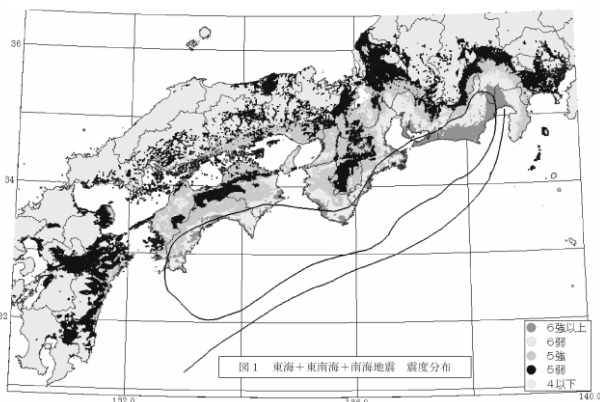 36
34
32
132.0
136.0
140.0
6強以上
6弱
5強
5弱
4以下
図1 東海+東南海+南海地震 震度分布